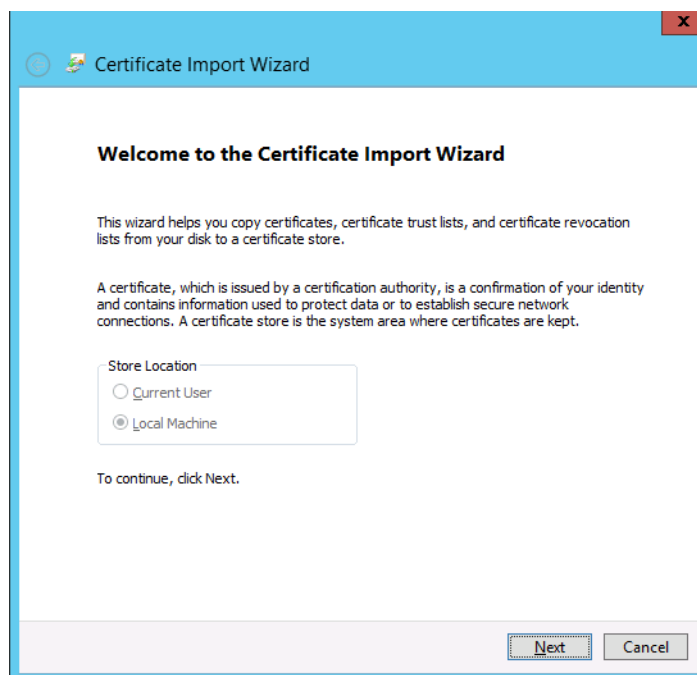 x
Certificate Import Wizard
Welcome to the Certificate Import Wizard
This wizard helps you copy certificates, certificate trust lists, and certificate revocation
lists from your disk to a certificate store.
A certificate, which is issued by a certification authority, is a confirmation of your identity
and contains information used to protect data or to establish secure network
connections. A certificate store is the system area where certificates are kept.
Store Location
Current User
Local Machine
To continue, click Next.
Next Cancel